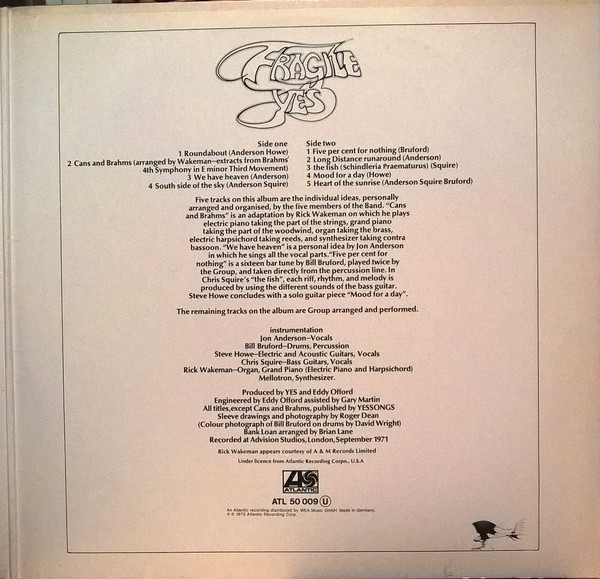 FRAGILE
YES
Side one
1 Roundabout (Anderson Howe)
2 Cans and Brahms (arranged by Wakeman—extracts from Brahms'
4th Symphony in E minor Third Movement)
3 We have heaven (Anderson)
4 South side of the sky (Anderson Squire)
Side two
1 Five per cent for nothing (Bruford)
2 Long Distance runaround (Anderson)
3 the fish (Schindleria Praematurus) (Squire)
4 Mood for a day (Howe)
5 Heart of the sunrise (Anderson Squire Bruford)
Five tracks on this album are the individual ideas, personally
arranged and organised, by the five members of the Band. "Cans
and Brahms" is an adaptation by Rick Wakeman on which he plays
electric piano taking the part of the strings, grand piano
taking the part of the woodwind, organ taking the brass,
electric harpsichord taking reeds, and synthesizer taking contra
bassoon. "We have heaven" is a personal idea by Jon Anderson
in which he sings all the vocal parts."Five per cent for
nothing" is a sixteen bar tune by Bill Bruford, played twice by
the Group, and taken directly from the percussion line. In
Chris Squire's "the fish", each riff, rhythm, and melody is
produced by using the different sounds of the bass guitar.
Steve Howe concludes with a solo guitar piece "Mood for a day".
The remaining tracks on the album are Group arranged and performed.
instrumentation
Jon Anderson—Vocals
Bill Bruford—Drums, Percussion
Steve Howe—Electric and Acoustic Guitars, Vocals
Chris Squire—Bass Guitars, Vocals
Rick Wakeman—Organ, Grand Piano (Electric Piano and Harpsichord)
Mellotron, Synthesizer.
Produced by YES and Eddy Offord
Engineered by Eddy Offord assisted by Gary Martin
All titles,except Cans and Brahms, published by YESSONGS
Sleeve drawings and photography by Roger Dean
(Colour photograph of Bill Bruford on drums by David Wright)
Bank Loan arranged by Brian Lane
Recorded at Advision Studios,London,September 1971
Rick Wakeman appears courtesy of A & M Records Limited
Under licence from Atlantic Recording Corpn., U.S.A
ATLANTIC
ATL 50 009 U
An Atlantic recording distributed by WEA Music GmbH. Made in Germany.
℗ © 1972 Atlantic Recording Corp.